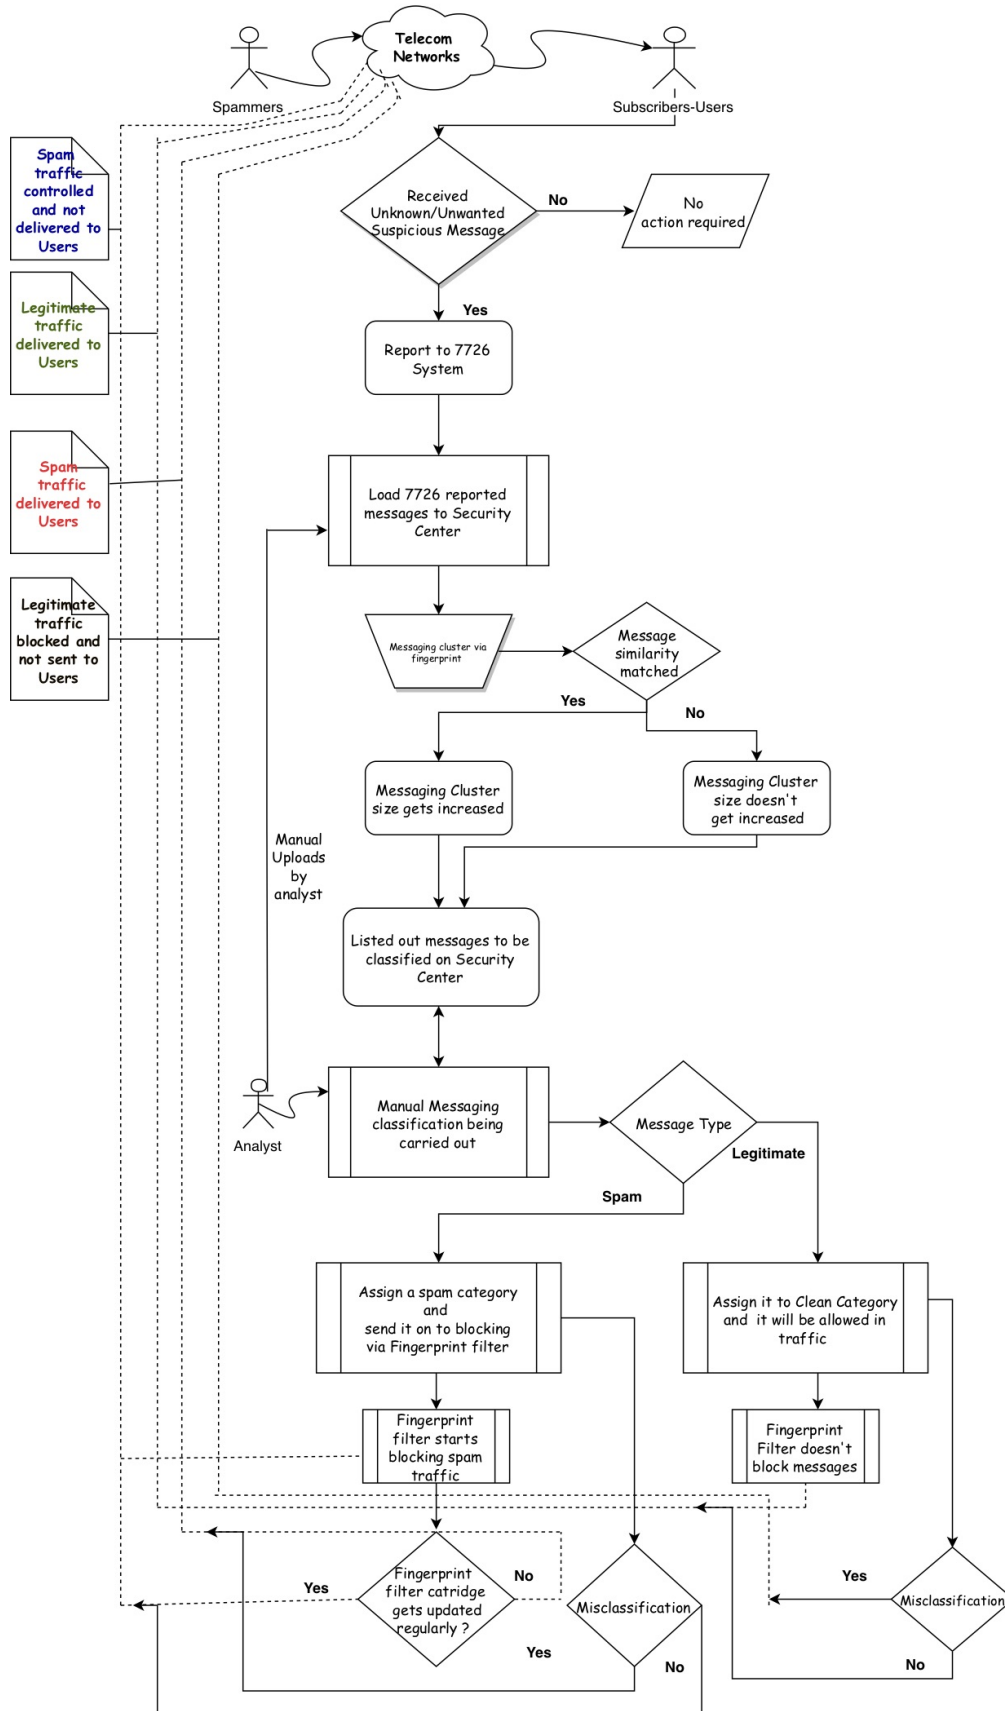 Telecom
Networks
Spammers
Subscribers-Users
Spam
traffic
controlled
and not
delivered to
Users
Received
Unknown/Unwanted
Suspicious Message
No
No
action required
Legitimate
traffic
delivered to
Users
Yes
Report to 7726
System
Spam
traffic
delivered to
Users
Load 7726 reported
messages to Security
Center
Legitimate
traffic
blocked and
not sent to
Users
Messaging cluster via
fingerprint
Message
similarity
matched
Yes
No
Messaging Cluster
size gets increased
Messaging Cluster
size doesn't
get increased
Manual
Uploads
by
analyst
Listed out messages to be
classified on Security
Center
Analyst
Manual Messaging
classification being
carried out
Message Type
Legitimate
Spam
Assign a spam category
and
send it on to blocking
via Fingerprint filter
Assign it to Clean Category
and it will be allowed in
traffic
Fingerprint
filter starts
blocking spam
traffic
Fingerprint
Filter doesn't
block messages
Yes
Fingerprint
filter catridge
gets updated
regularly ?
No
Misclassification
Yes
No
Yes
Misclassification
No